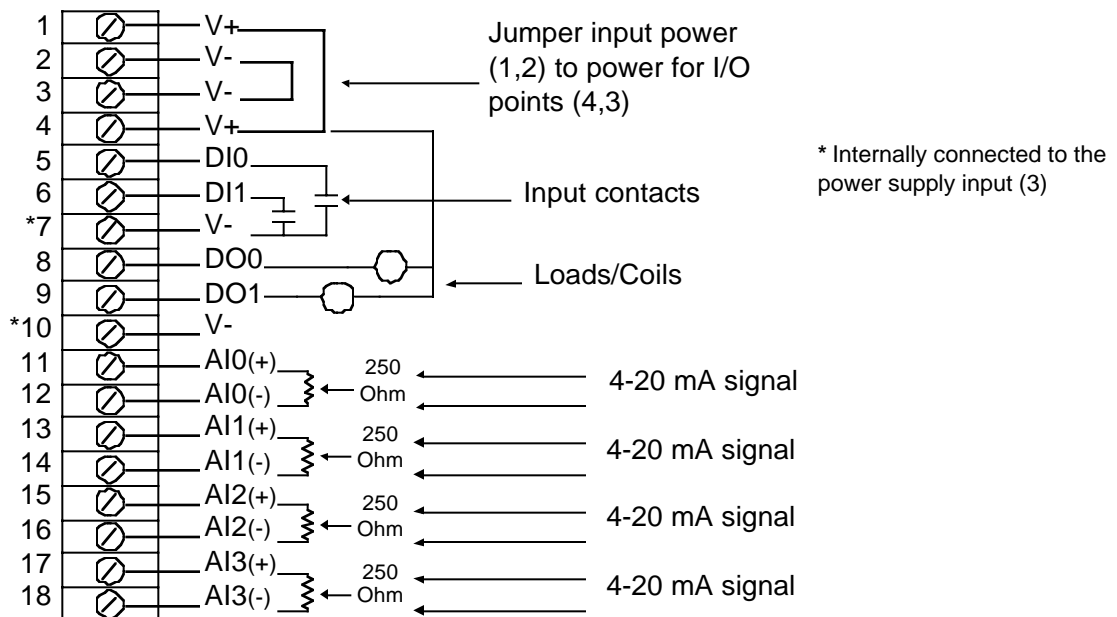 1 V+
2 V-
3 V-
4 V+
5 DI0
6 DI1
*7 V-
8 DO0
9 DO1
*10 V-
11 AI0(+)
12 AI0(-)
13 AI1(+)
14 AI1(-)
15 AI2(+)
16 AI2(-)
17 AI3(+)
18 AI3(-)
Jumper input power
(1,2) to power for I/O
points (4,3)
Input contacts
Loads/Coils
* Internally connected to the
power supply input (3)
250
Ohm
4-20 mA signal
250
Ohm
4-20 mA signal
250
Ohm
4-20 mA signal
250
Ohm
4-20 mA signal